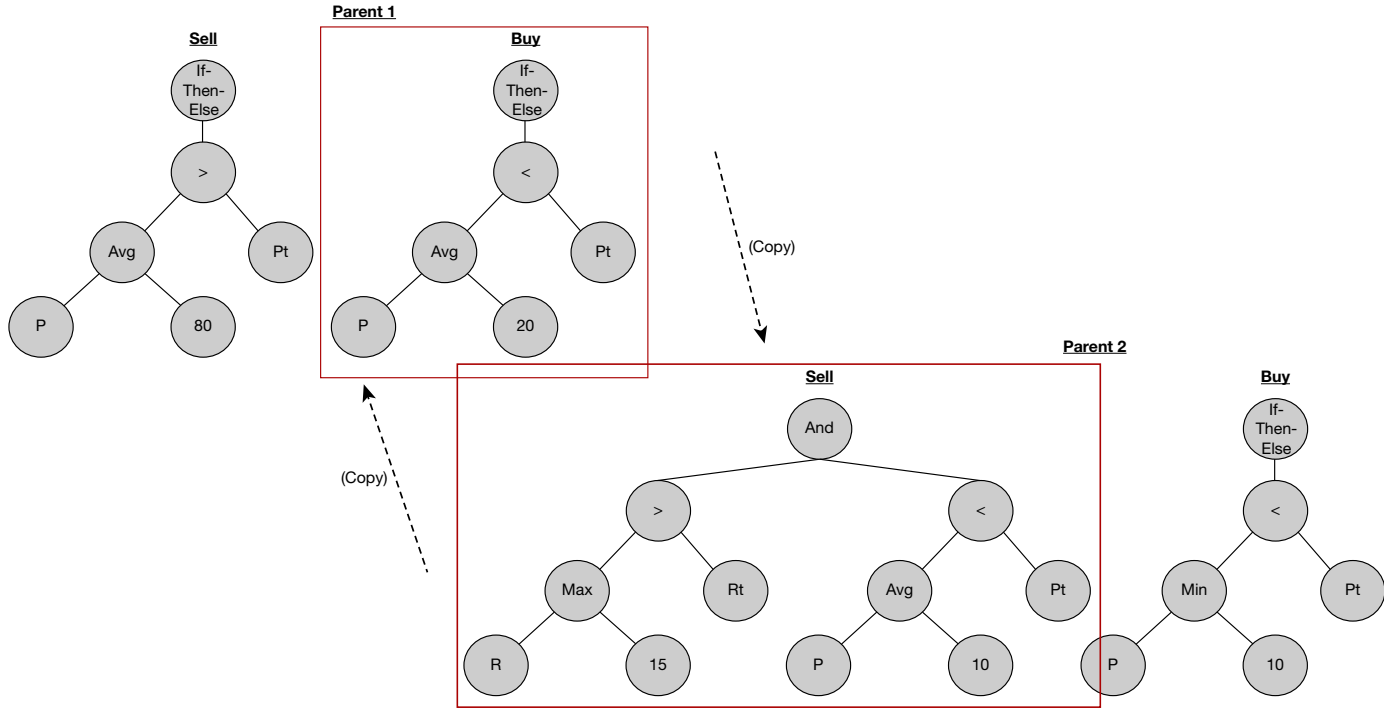 Parent 1
Sell
Buy
If-
Then-
Else
If-
Then-
Else
>
<
Avg
Pt
Avg
Pt
(Copy)
P
80
P
20
Parent 2
Sell
Buy
And
If-
Then-
Else
(Copy)
>
<
<
Max
Rt
Avg
Pt
Min
Pt
R
15
P
10
P
10